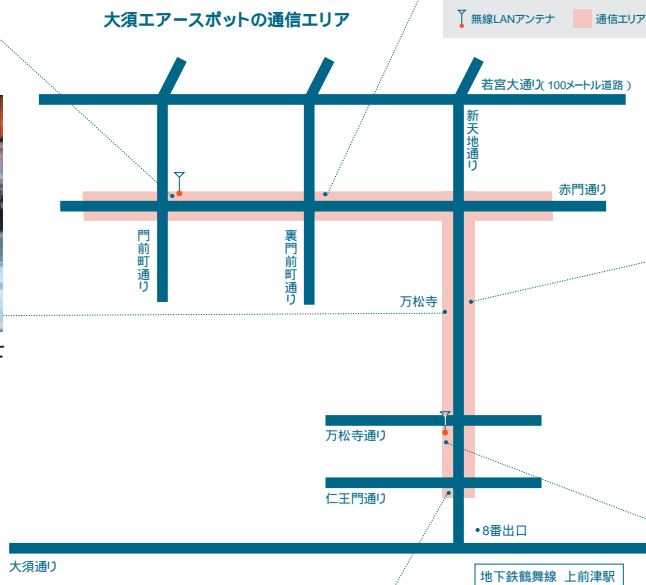 大須エアースポットの通信エリア
無線LANアンテナ
通信エリア
若宮大通り(100メートル道路)
新天地通り
赤門通り
門前町通り
裏門前町通り
万松寺
万松寺通り
仁王門通り
•8番出口
大須通り
地下鉄鶴舞線 上前津駅